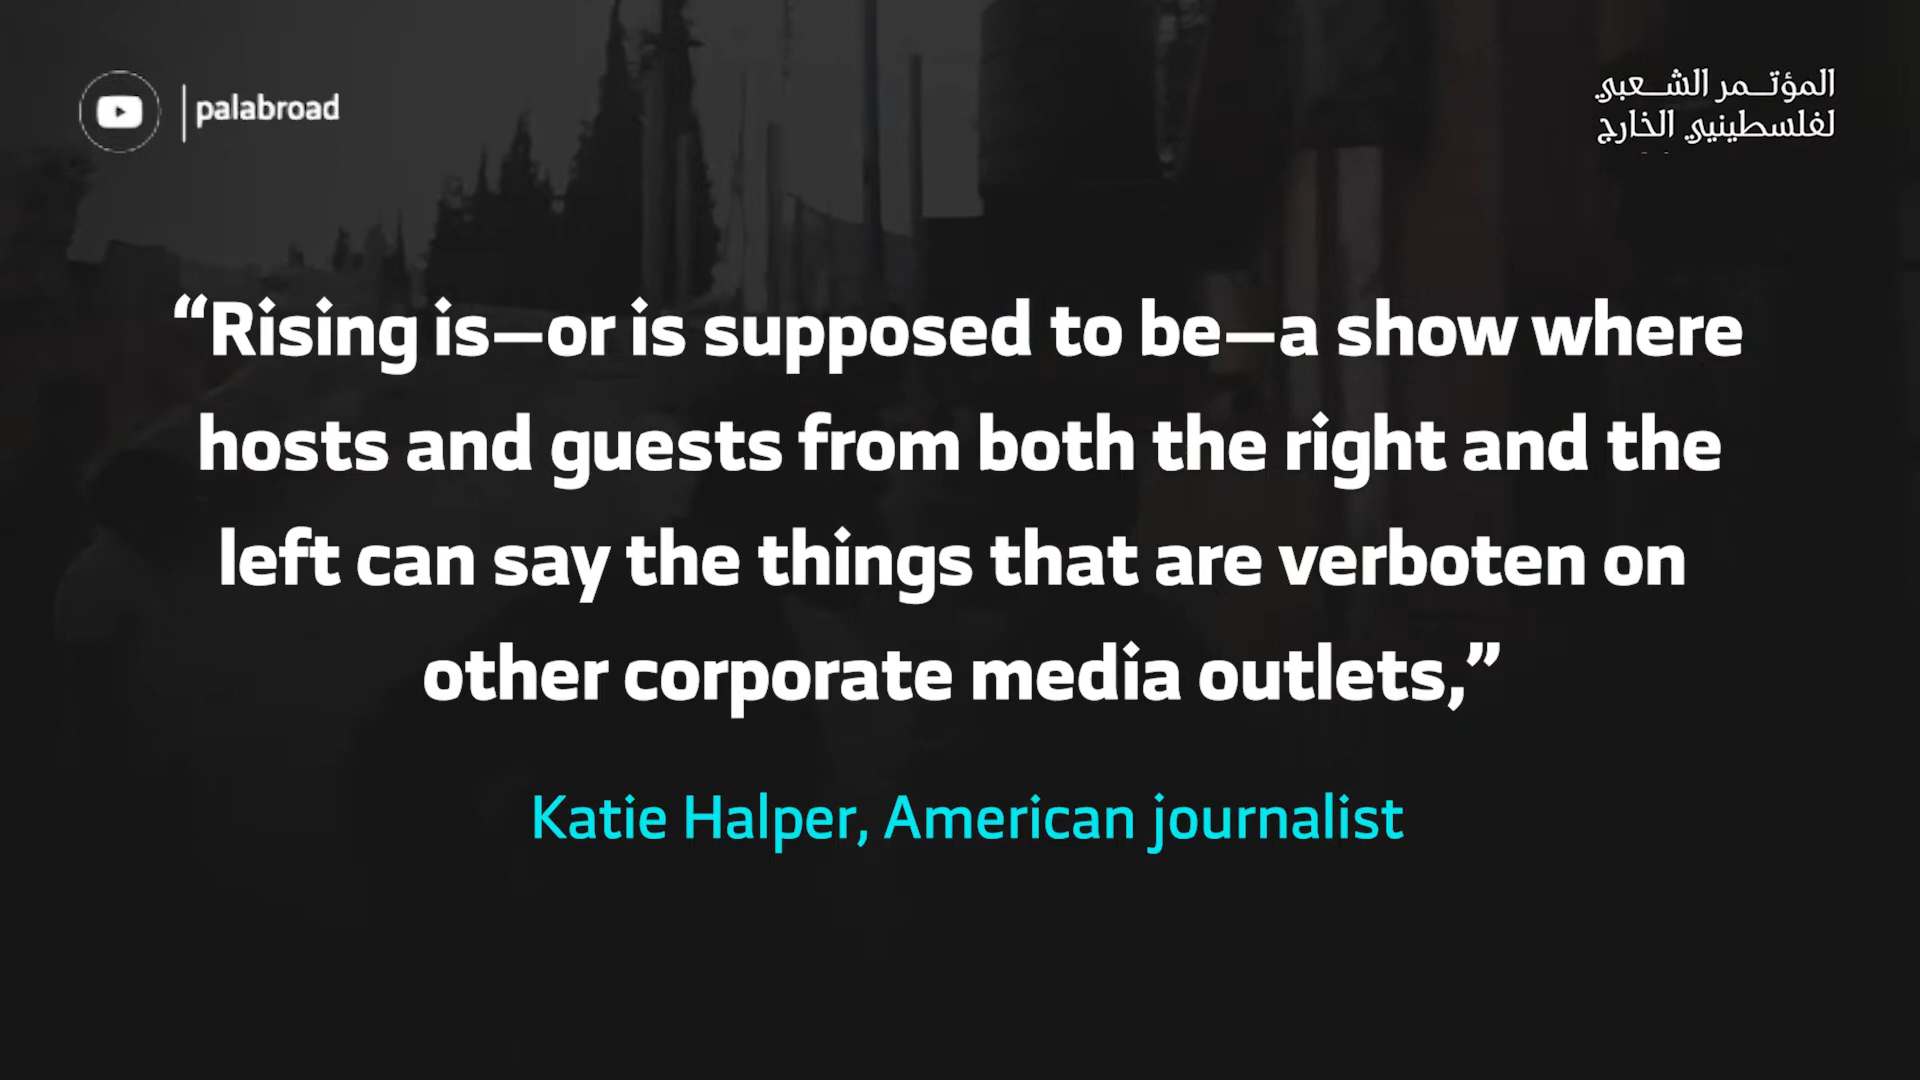 palabroad
المؤتمر الشعبي
لفلسطينيي الخارج
“Rising is—or is supposed to be—a show where
hosts and guests from both the right and the
left can say the things that are verboten on
other corporate media outlets,”
Katie Halper, American journalist